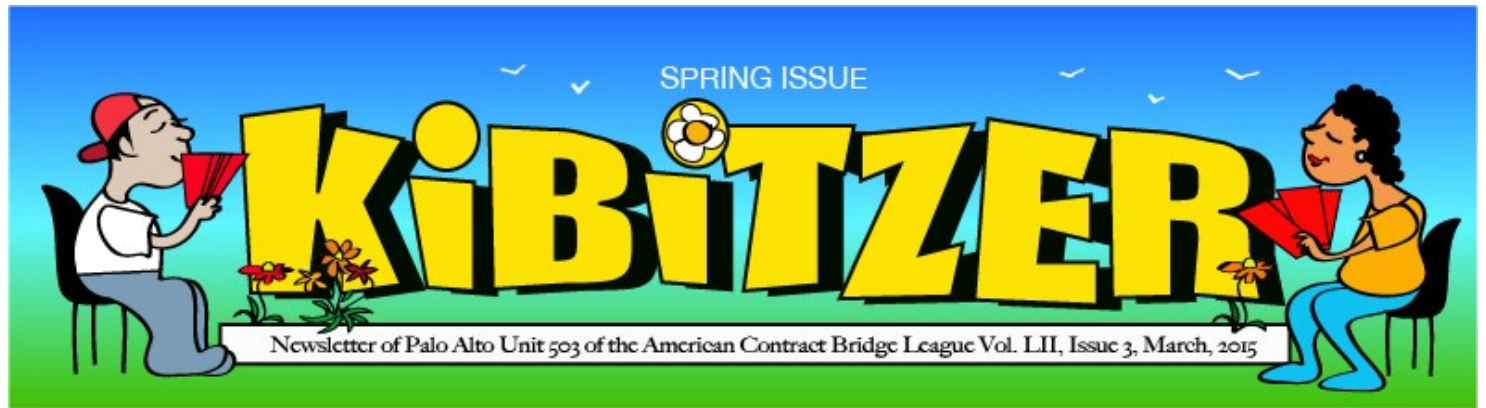 SPRING ISSUE
KiBiTZER
Newsletter of Palo Alto Unit 503 of the American Contract Bridge League Vol. LII, Issue 3, March, 2015